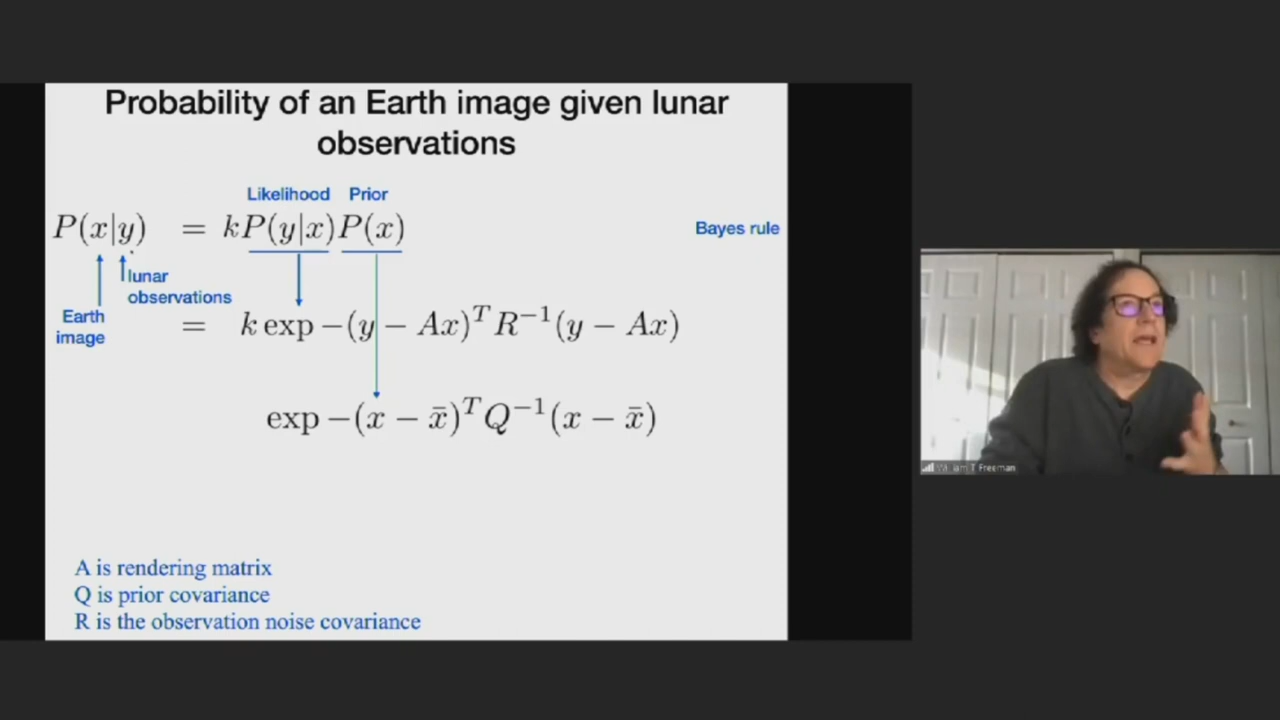 Probability of an Earth image given lunar
observations
Likelihood Prior
P(x|y) = kP(y|x)P(x)
Bayes rule
lunar
observations
Earth
image
= k exp −(y − Ax)ᵀ R⁻¹(y − Ax)
exp −(x − x̄)ᵀ Q⁻¹(x − x̄)
A is rendering matrix
Q is prior covariance
R is the observation noise covariance
William T Freeman